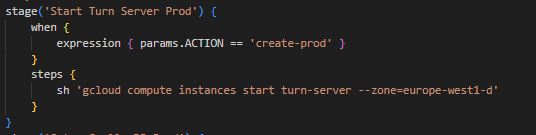 stage('Start Turn Server Prod') {
    when {
        expression { params.ACTION == 'create-prod' }
    }
    steps {
        sh 'gcloud compute instances start turn-server --zone=europe-west1-d'
    }
}